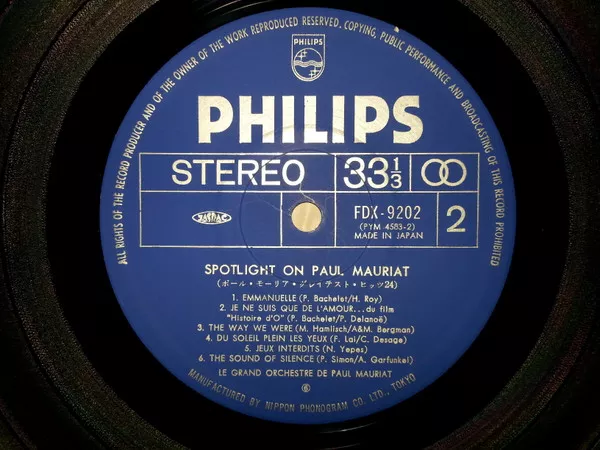 ALL RIGHTS OF THE RECORD PRODUCER AND OF THE OWNER OF THE WORK REPRODUCED RESERVED, COPYING, PUBLIC PERFORMANCE AND BROADCASTING OF THIS RECORD PROHIBITED
PHILIPS
PHILIPS
STEREO 33 1/3
JASRAC FDX-9202 2
(PYM 4583-2)
MADE IN JAPAN
SPOTLIGHT ON PAUL MAURIAT
(ポール・モーリア・グレイテスト・ヒッツ24)
1. EMMANUELLE (P. Bachelet/H. Roy)
2. JE NE SUIS QUE DE L'AMOUR...du film
"Histoire d'O" (P. Bachelet/P. Delanoë)
3. THE WAY WE WERE (M. Hamlisch/A&M. Bergman)
4. DU SOLEIL PLEIN LES YEUX (F. Lai/C. Desage)
5. JEUX INTERDITS (N. Yepes)
6. THE SOUND OF SILENCE (P. Simon/A. Garfunkel)
LE GRAND ORCHESTRE DE PAUL MAURIAT
6
MANUFACTURED BY NIPPON PHONOGRAM CO. LTD., TOKYO